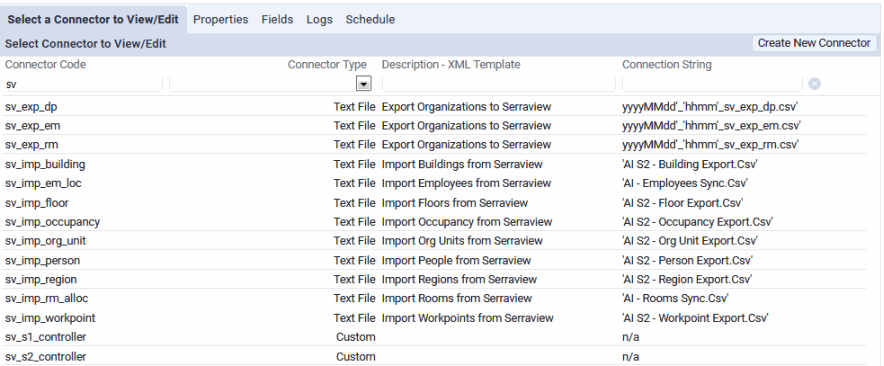 Select a Connector to View/Edit Properties Fields Logs Schedule
Select Connector to View/Edit Create New Connector
Connector Code Connector Type Description - XML Template Connection String
sv
sv_exp_dp Text File Export Organizations to Serraview yyyyMMdd'_'hhmm'_sv_exp_dp.csv'
sv_exp_em Text File Export Organizations to Serraview yyyyMMdd'_'hhmm'_sv_exp_em.csv'
sv_exp_rm Text File Export Organizations to Serraview yyyyMMdd'_'hhmm'_sv_exp_rm.csv'
sv_imp_building Text File Import Buildings from Serraview 'AI S2 - Building Export.Csv'
sv_imp_em_loc Text File Import Employees from Serraview 'AI - Employees Sync.Csv'
sv_imp_floor Text File Import Floors from Serraview 'AI S2 - Floor Export.Csv'
sv_imp_occupancy Text File Import Occupancy from Serraview 'AI S2 - Occupancy Export.Csv'
sv_imp_org_unit Text File Import Org Units from Serraview 'AI S2 - Org Unit Export.Csv'
sv_imp_person Text File Import People from Serraview 'AI S2 - Person Export.Csv'
sv_imp_region Text File Import Regions from Serraview 'AI S2 - Region Export.Csv'
sv_imp_rm_alloc Text File Import Rooms from Serraview 'AI - Rooms Sync.Csv'
sv_imp_workpoint Text File Import Workpoints from Serraview 'AI S2 - Workpoint Export.Csv'
sv_s1_controller Custom n/a
sv_s2_controller Custom n/a